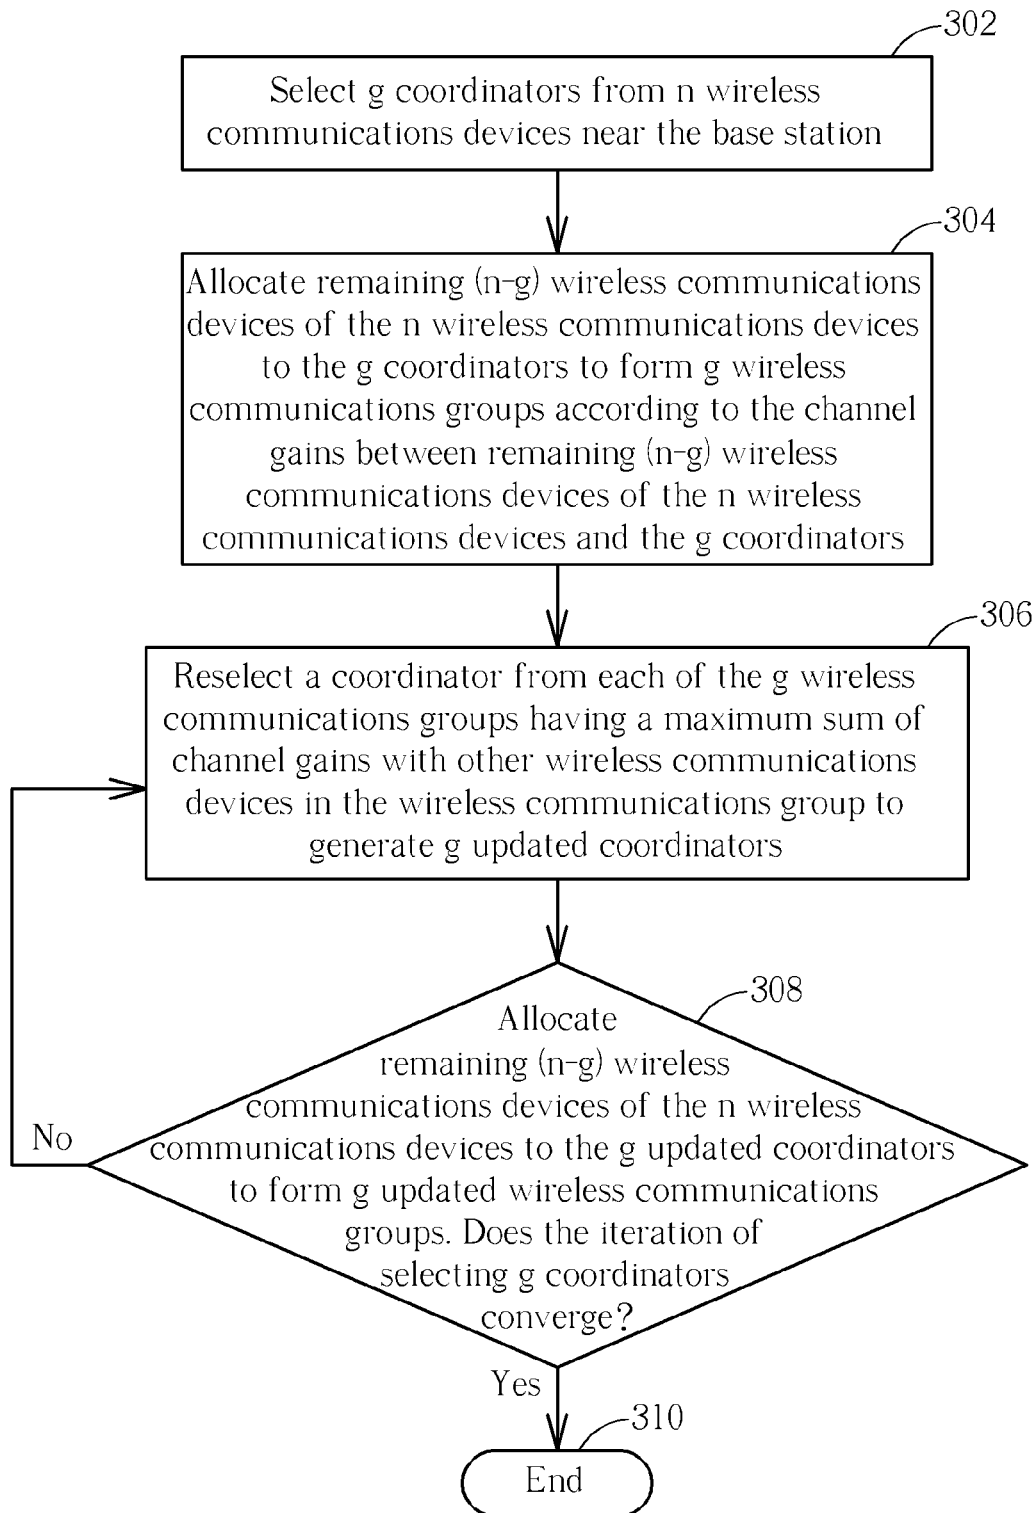 302
Select g coordinators from n wireless
communications devices near the base station
304
Allocate remaining (n-g) wireless communications
devices of the n wireless communications devices
to the g coordinators to form g wireless
communications groups according to the channel
gains between remaining (n-g) wireless
communications devices of the n wireless
communications devices and the g coordinators
306
Reselect a coordinator from each of the g wireless
communications groups having a maximum sum of
channel gains with other wireless communications
devices in the wireless communications group to
generate g updated coordinators
308
Allocate
remaining (n-g) wireless
communications devices of the n wireless
communications devices to the g updated coordinators
to form g updated wireless communications
groups. Does the iteration of
selecting g coordinators
converge?
No
Yes
310
End